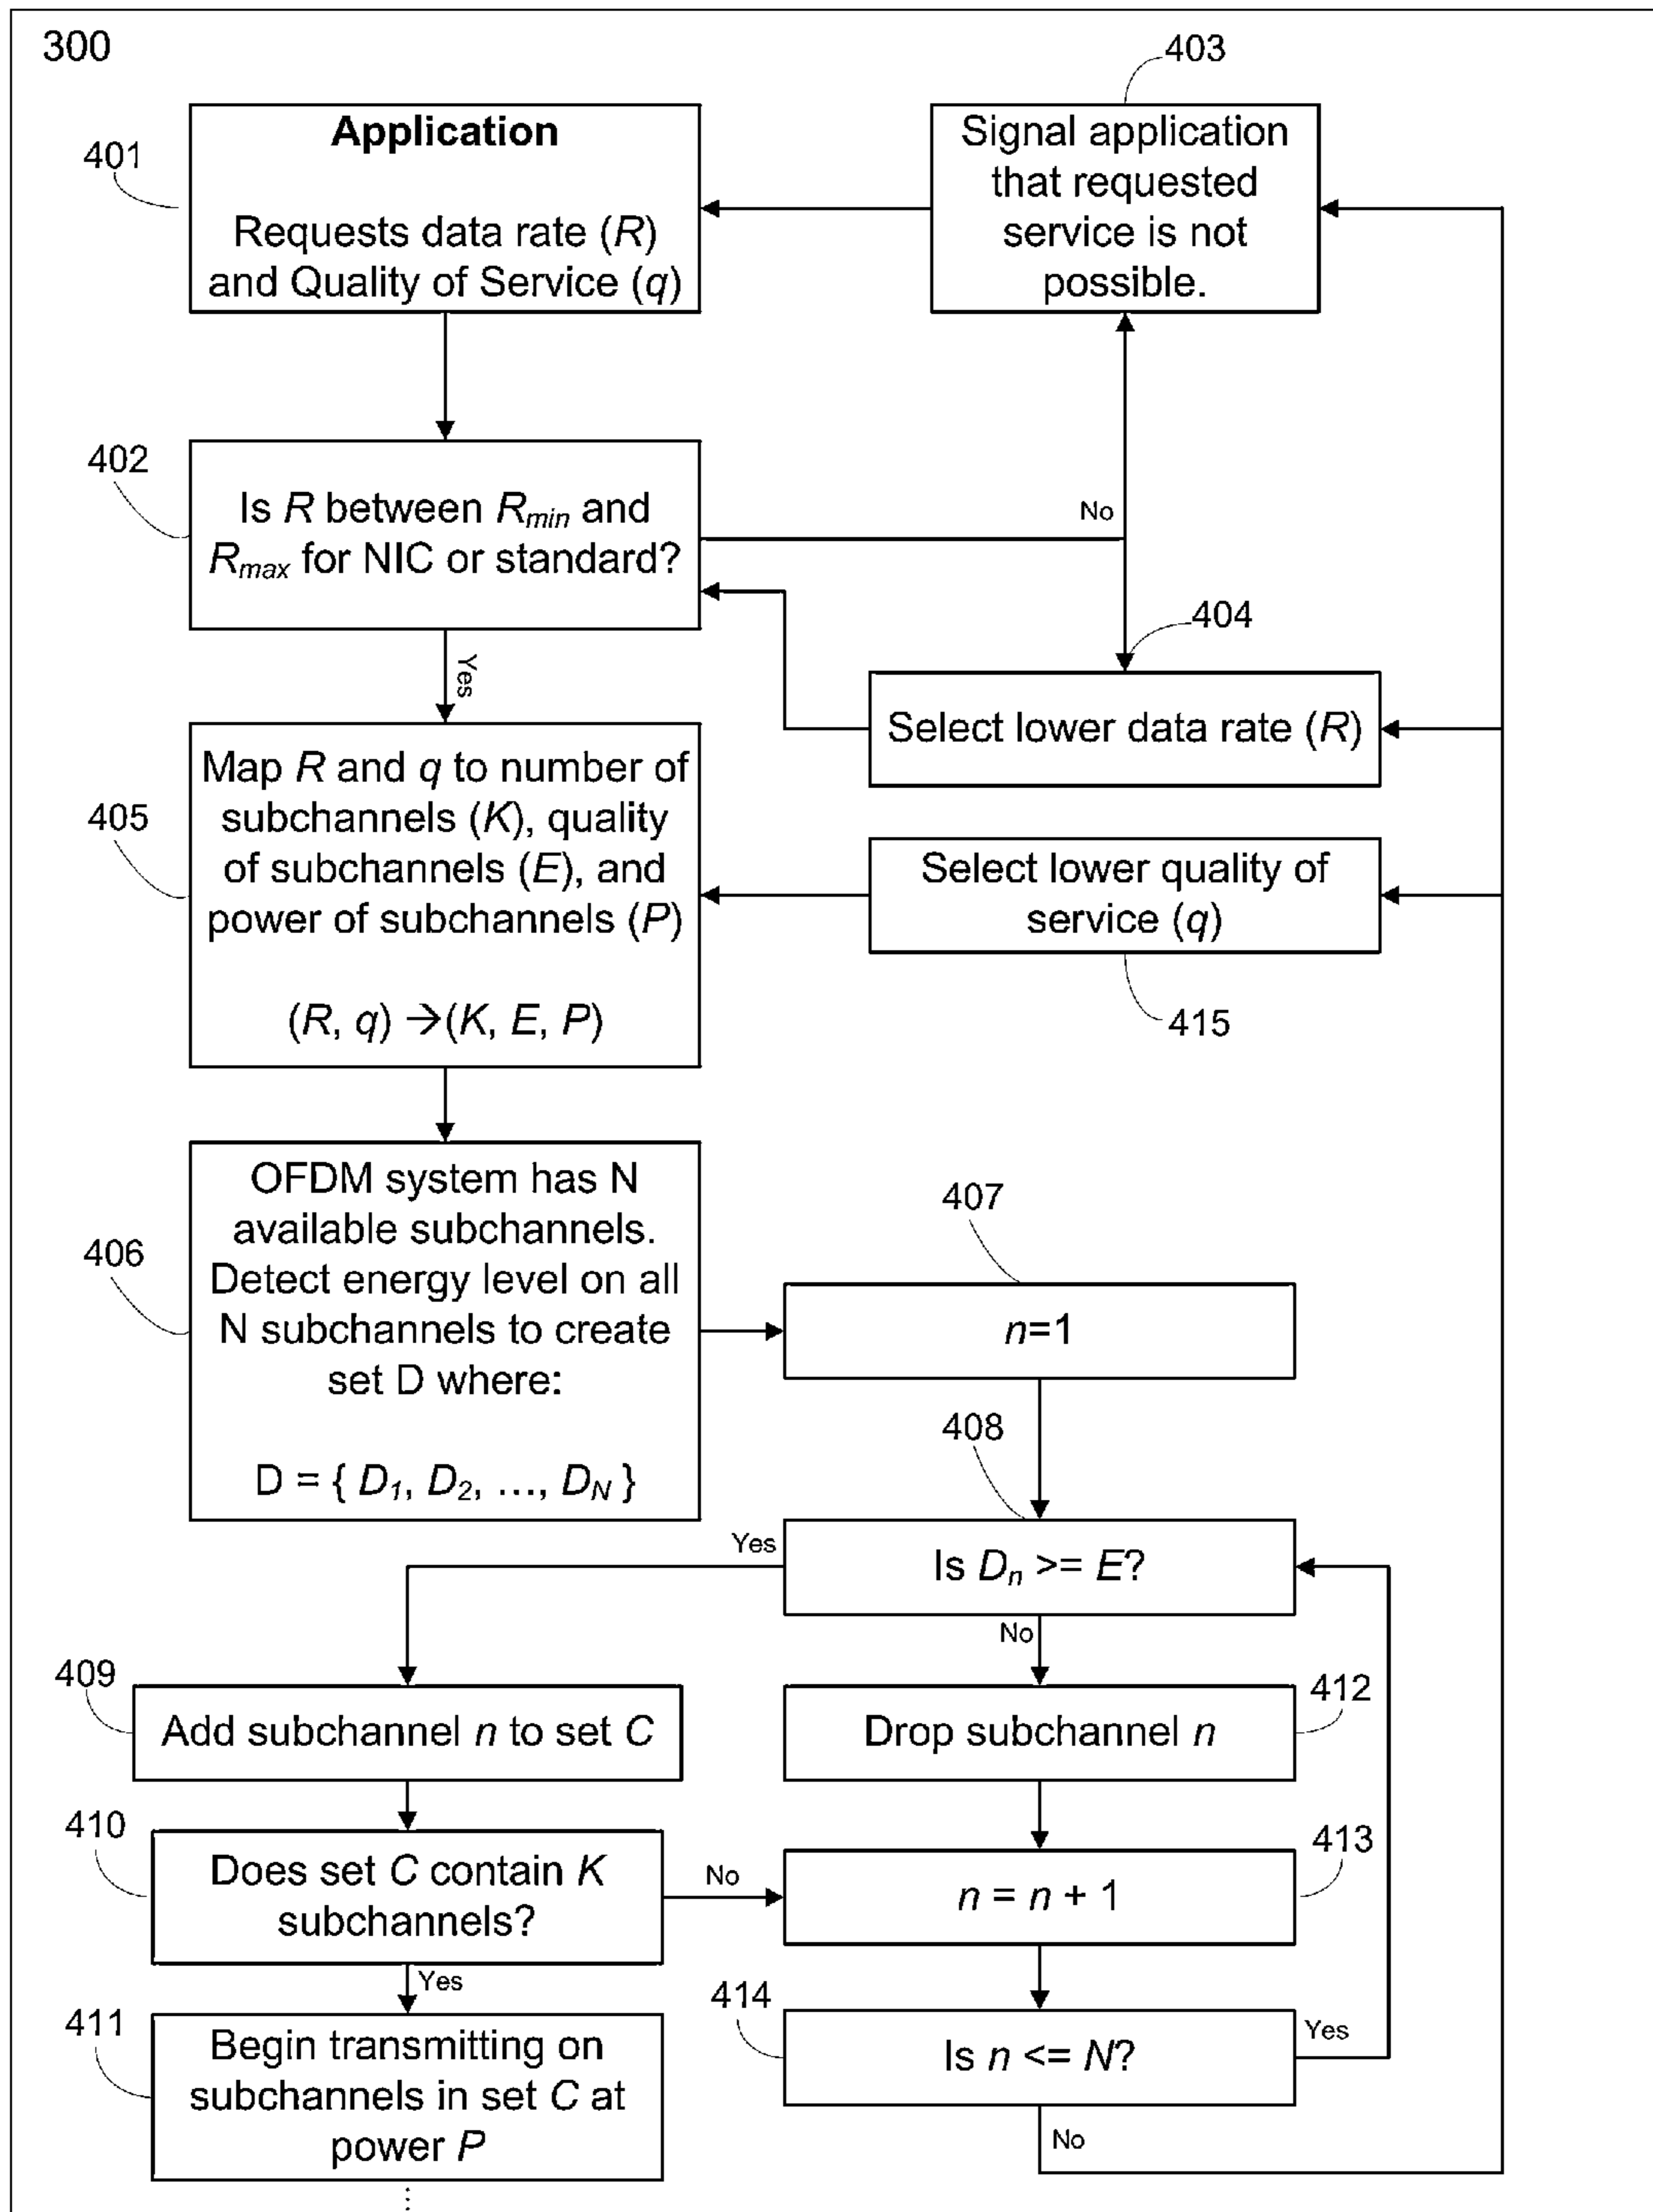 300
403
Application
Requests data rate (R)
and Quality of Service (q)
401
Signal application
that requested
service is not
possible.
402
Is R between Rmin and
Rmax for NIC or standard?
No
404
Yes
Select lower data rate (R)
405
Map R and q to number of
subchannels (K), quality
of subchannels (E), and
power of subchannels (P)
(R, q) →(K, E, P)
Select lower quality of
service (q)
415
406
OFDM system has N
available subchannels.
Detect energy level on all
N subchannels to create
set D where:
D = { D1, D2, ..., DN }
407
n=1
408
Is Dn >= E?
Yes
No
409
Add subchannel n to set C
412
Drop subchannel n
410
Does set C contain K
subchannels?
No
413
n = n + 1
Yes
411
Begin transmitting on
subchannels in set C at
power P
414
Is n <= N?
Yes
No